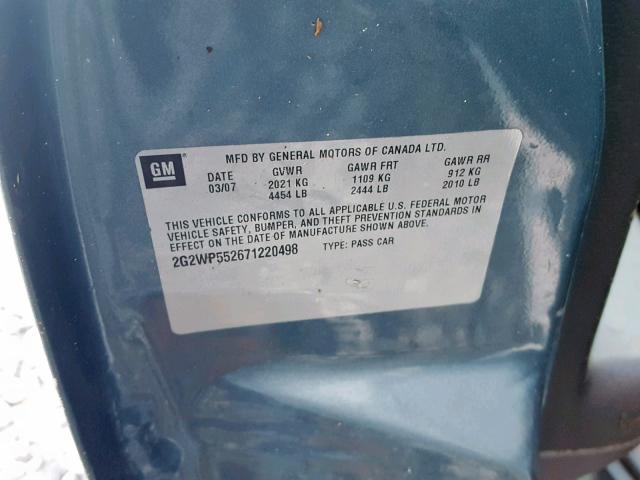 GM
MFD BY GENERAL MOTORS OF CANADA LTD.
DATE GVWR GAWR FRT GAWR RR
03/07 2021 KG 1109 KG 912 KG
4454 LB 2444 LB 2010 LB
THIS VEHICLE CONFORMS TO ALL APPLICABLE U.S. FEDERAL MOTOR
VEHICLE SAFETY, BUMPER, AND THEFT PREVENTION STANDARDS IN
EFFECT ON THE DATE OF MANUFACTURE SHOWN ABOVE.
2G2WP552671220498 TYPE: PASS CAR